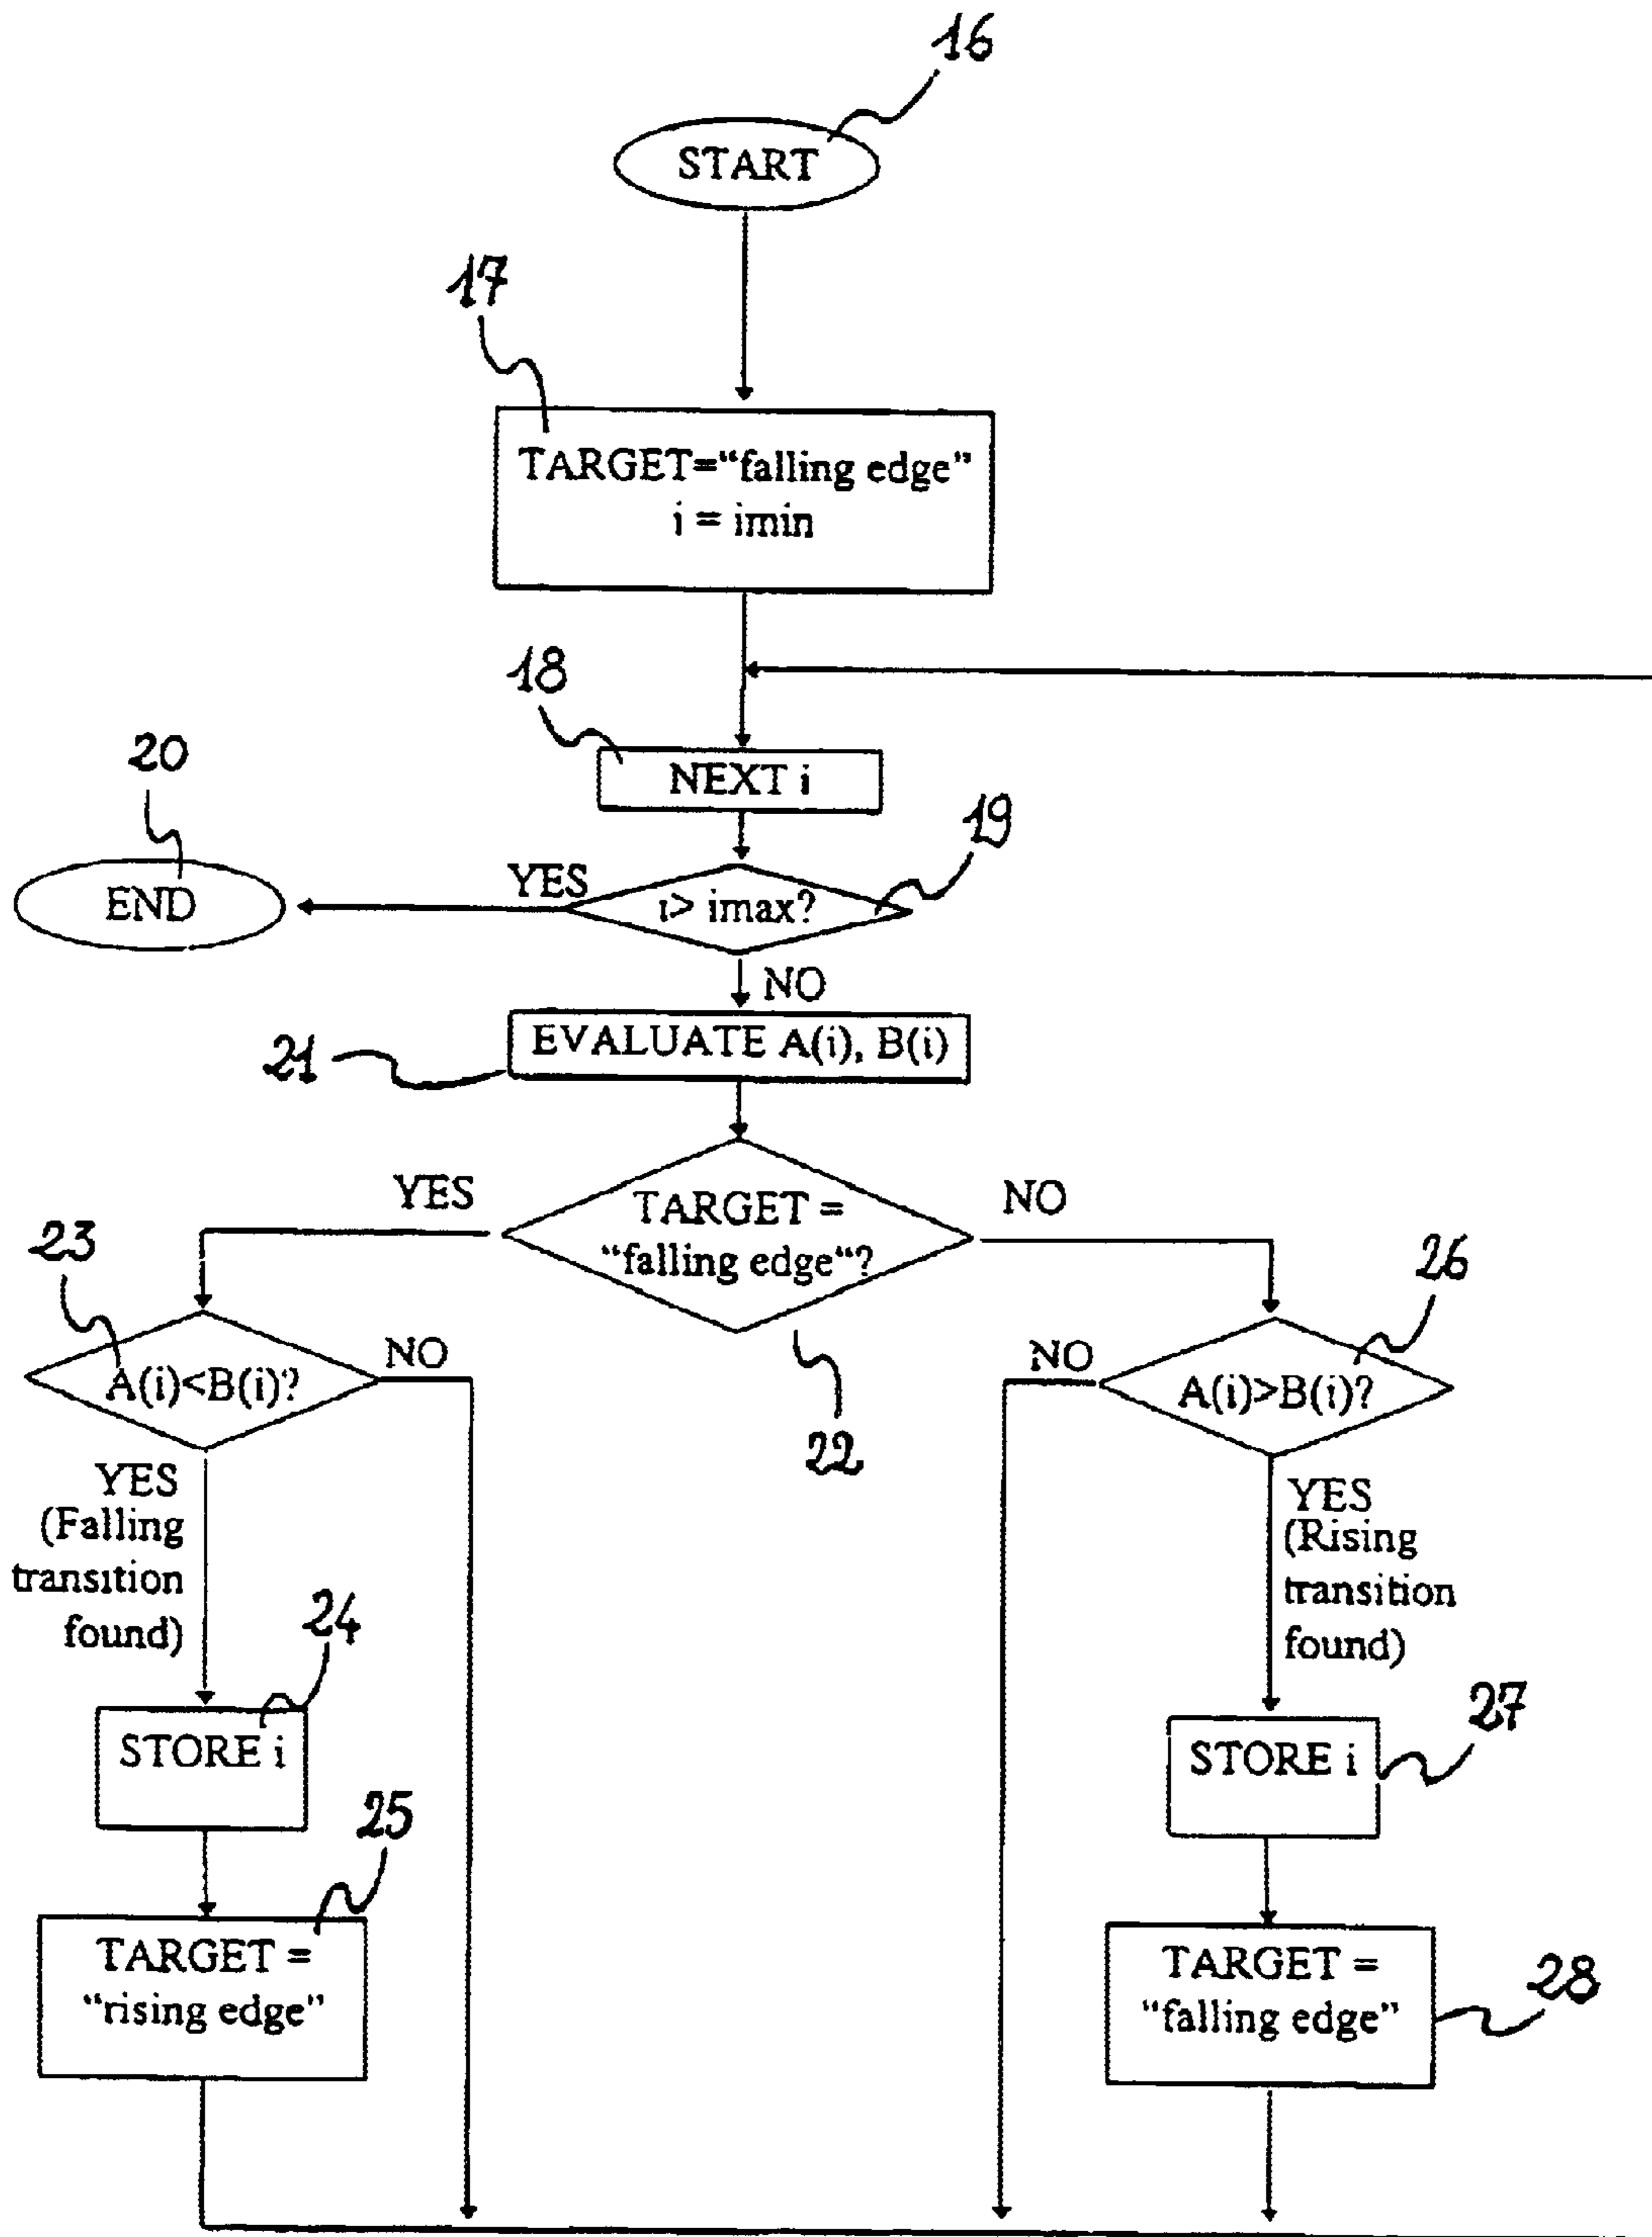 16
START
17
TARGET="falling edge"
i = imin
18
NEXT i
20
19
END
YES
i> imax?
NO
21
EVALUATE A(i), B(i)
YES
TARGET =
"falling edge"?
NO
23
26
22
A(i)<B(i)?
NO
NO
A(i)>B(i)?
YES
(Falling
transition
found)
YES
(Rising
transition
found)
24
STORE i
27
STORE i
25
TARGET =
"rising edge"
28
TARGET =
"falling edge"